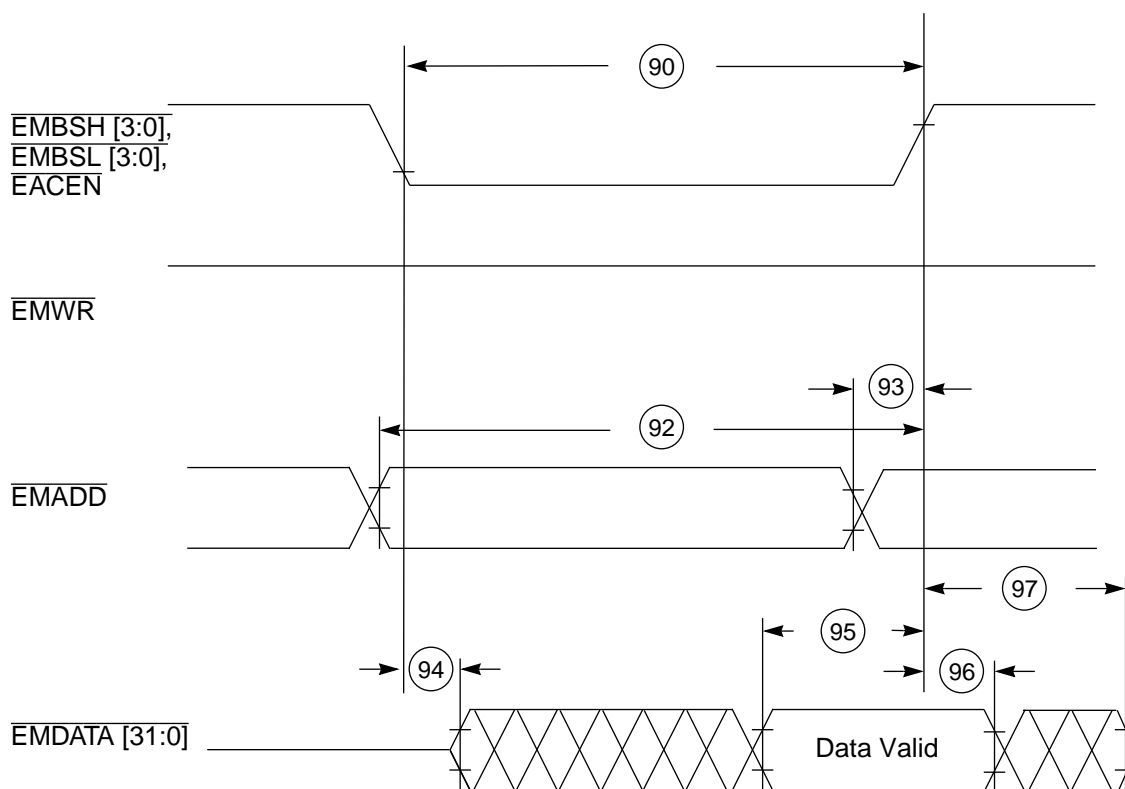 90
EMBSH [3:0],
EMBSL [3:0],
EACEN
EMWR
93
92
EMADD
97
95
94
96
EMDATA [31:0]
Data Valid